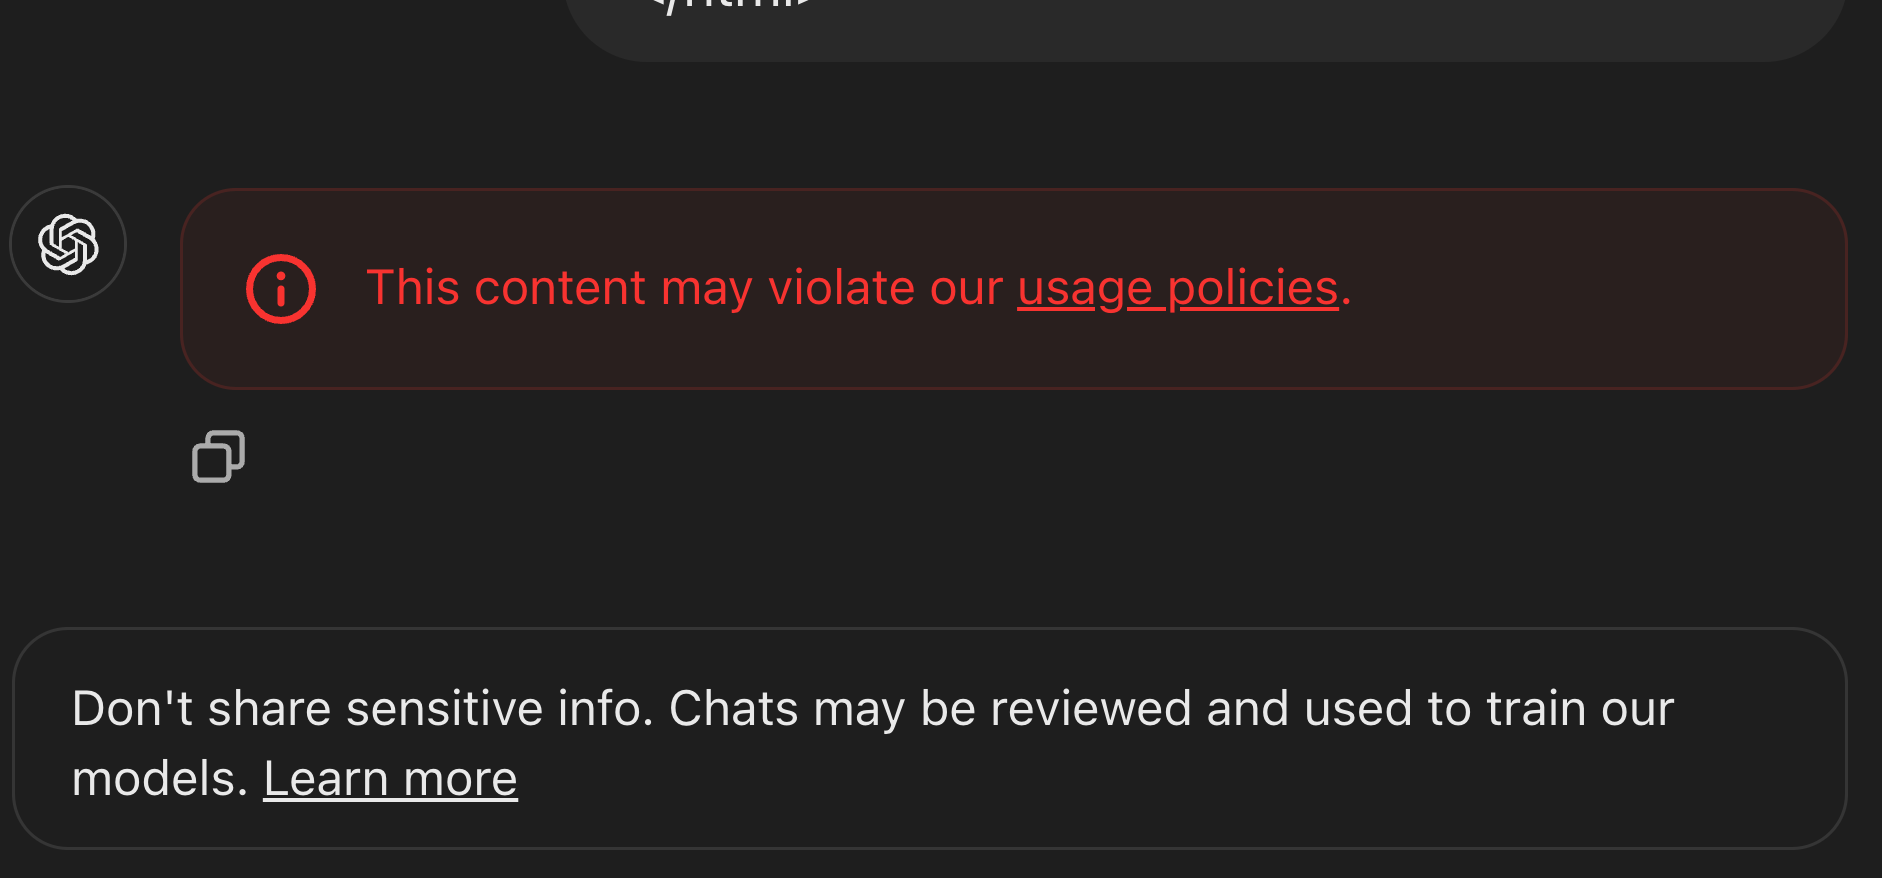 </html>
This content may violate our usage policies.
Don't share sensitive info. Chats may be reviewed and used to train our
models. Learn more